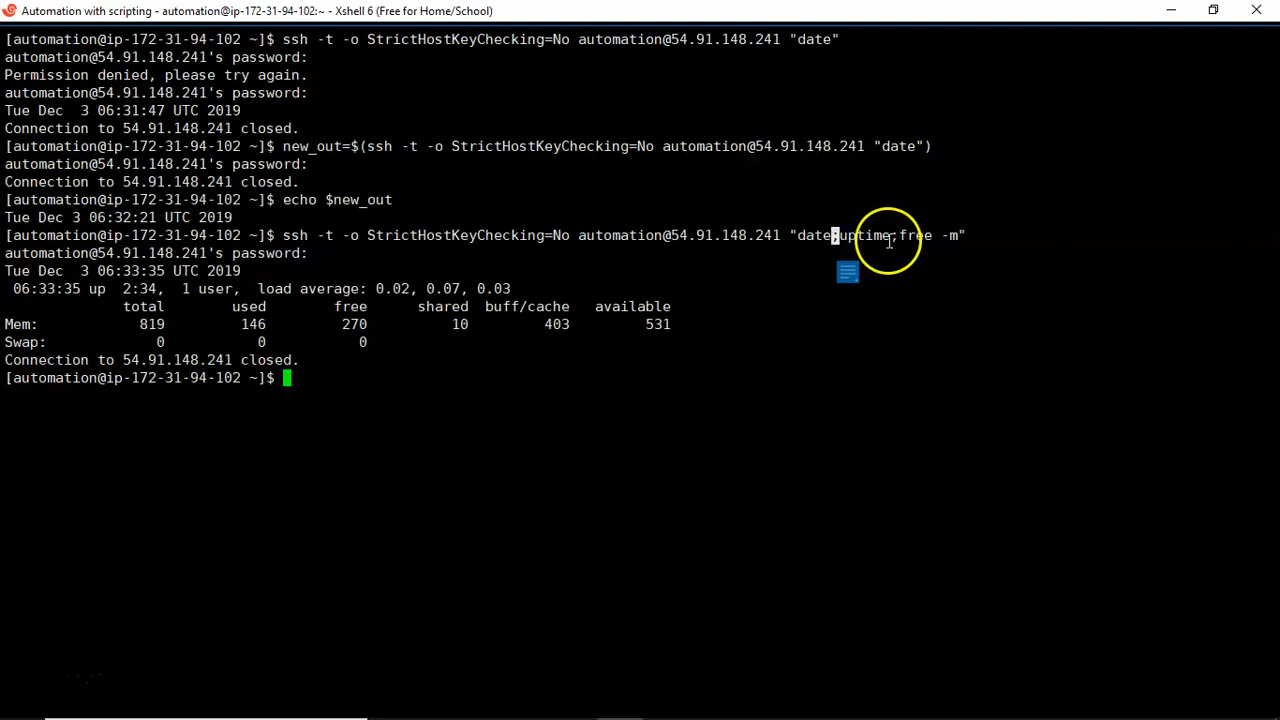 Automation with scripting - automation@ip-172-31-94-102:~ - Xshell 6 (Free for Home/School)
[automation@ip-172-31-94-102 ~]$ ssh -t -o StrictHostKeyChecking=No automation@54.91.148.241 "date"
automation@54.91.148.241's password:
Permission denied, please try again.
automation@54.91.148.241's password:
Tue Dec  3 06:31:47 UTC 2019
Connection to 54.91.148.241 closed.
[automation@ip-172-31-94-102 ~]$ new_out=$(ssh -t -o StrictHostKeyChecking=No automation@54.91.148.241 "date")
automation@54.91.148.241's password:
Connection to 54.91.148.241 closed.
[automation@ip-172-31-94-102 ~]$ echo $new_out
Tue Dec 3 06:32:21 UTC 2019
[automation@ip-172-31-94-102 ~]$ ssh -t -o StrictHostKeyChecking=No automation@54.91.148.241 "date;uptime;free -m"
automation@54.91.148.241's password:
Tue Dec  3 06:33:35 UTC 2019
 06:33:35 up  2:34,  1 user,  load average: 0.02, 0.07, 0.03
              total        used        free      shared  buff/cache   available
Mem:            819         146         270          10         403         531
Swap:             0           0           0
Connection to 54.91.148.241 closed.
[automation@ip-172-31-94-102 ~]$